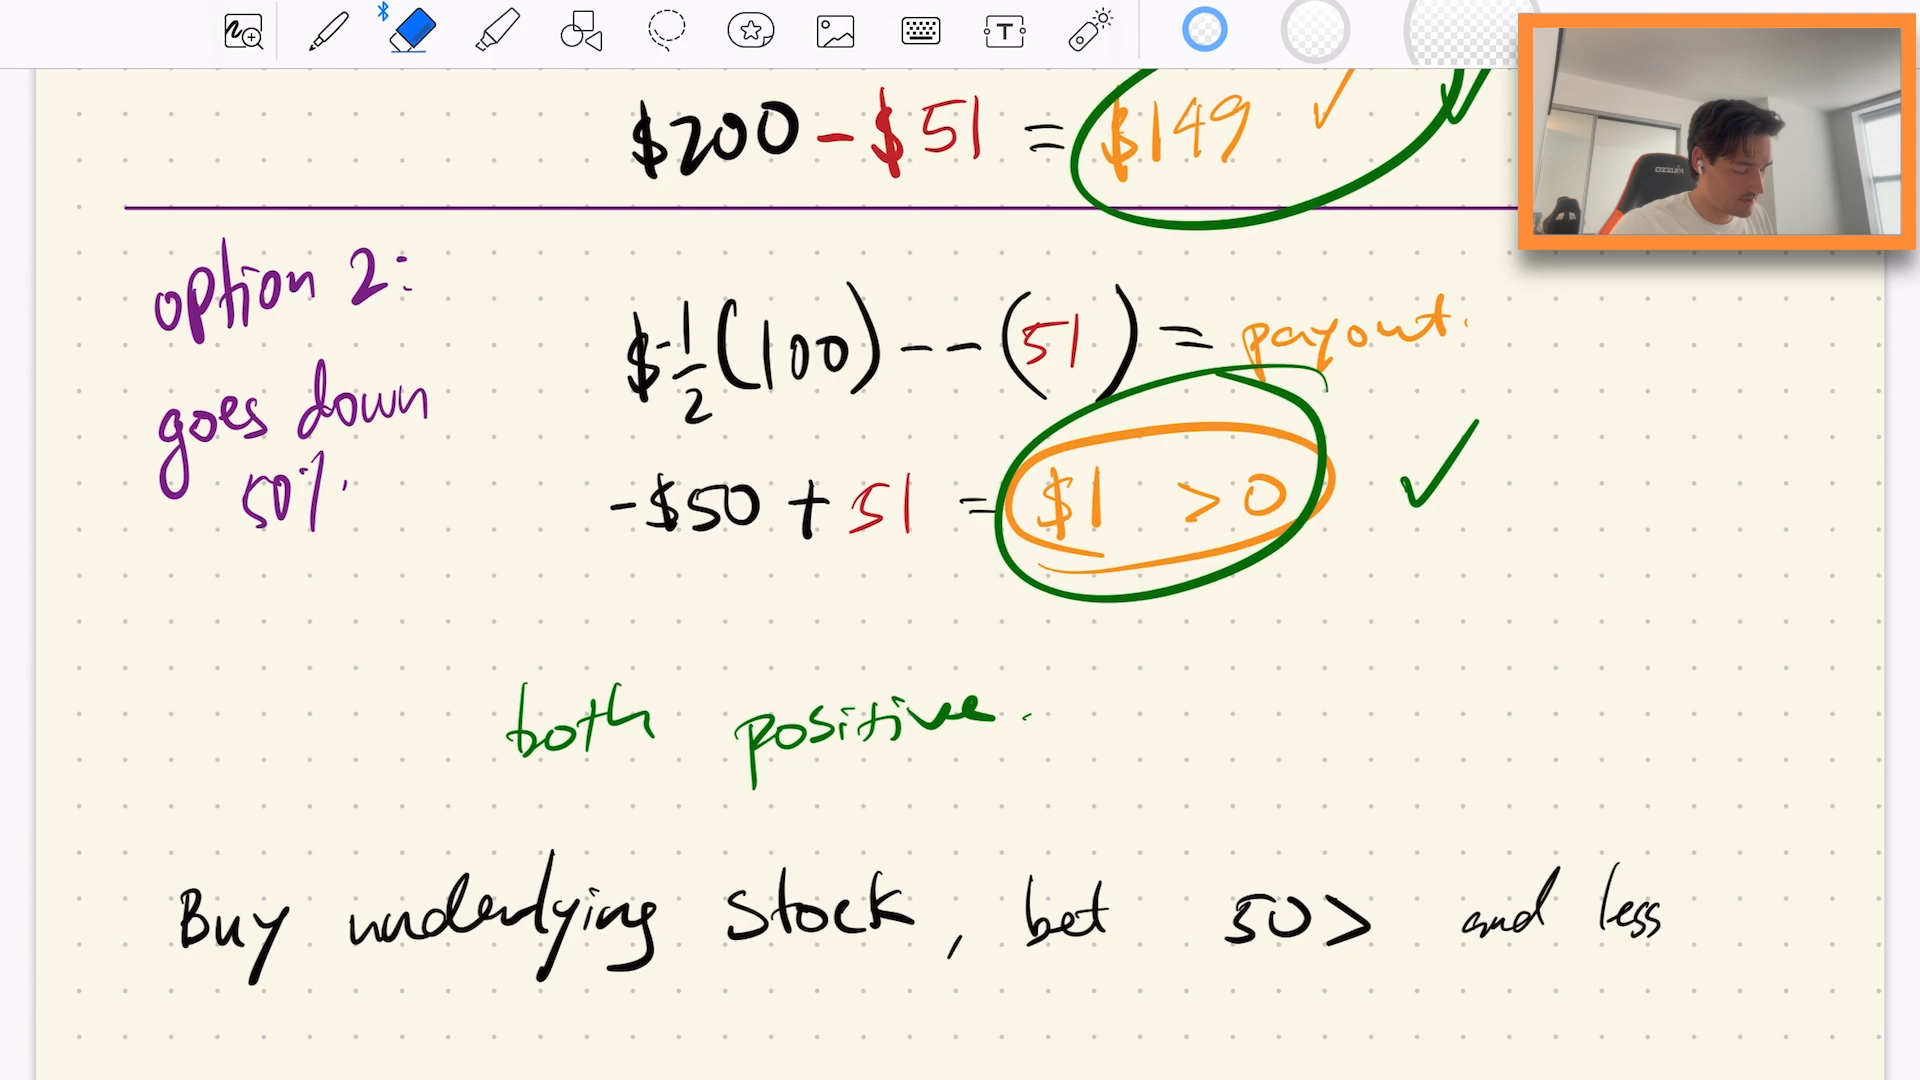 $200 - $51 = $149 ✓
option 2:
goes down
50%.
$-1/2 (100) - - (51) = payout.
-$50 + 51 = $1 > 0 ✓
both positive.
Buy underlying stock, bet 50> and less